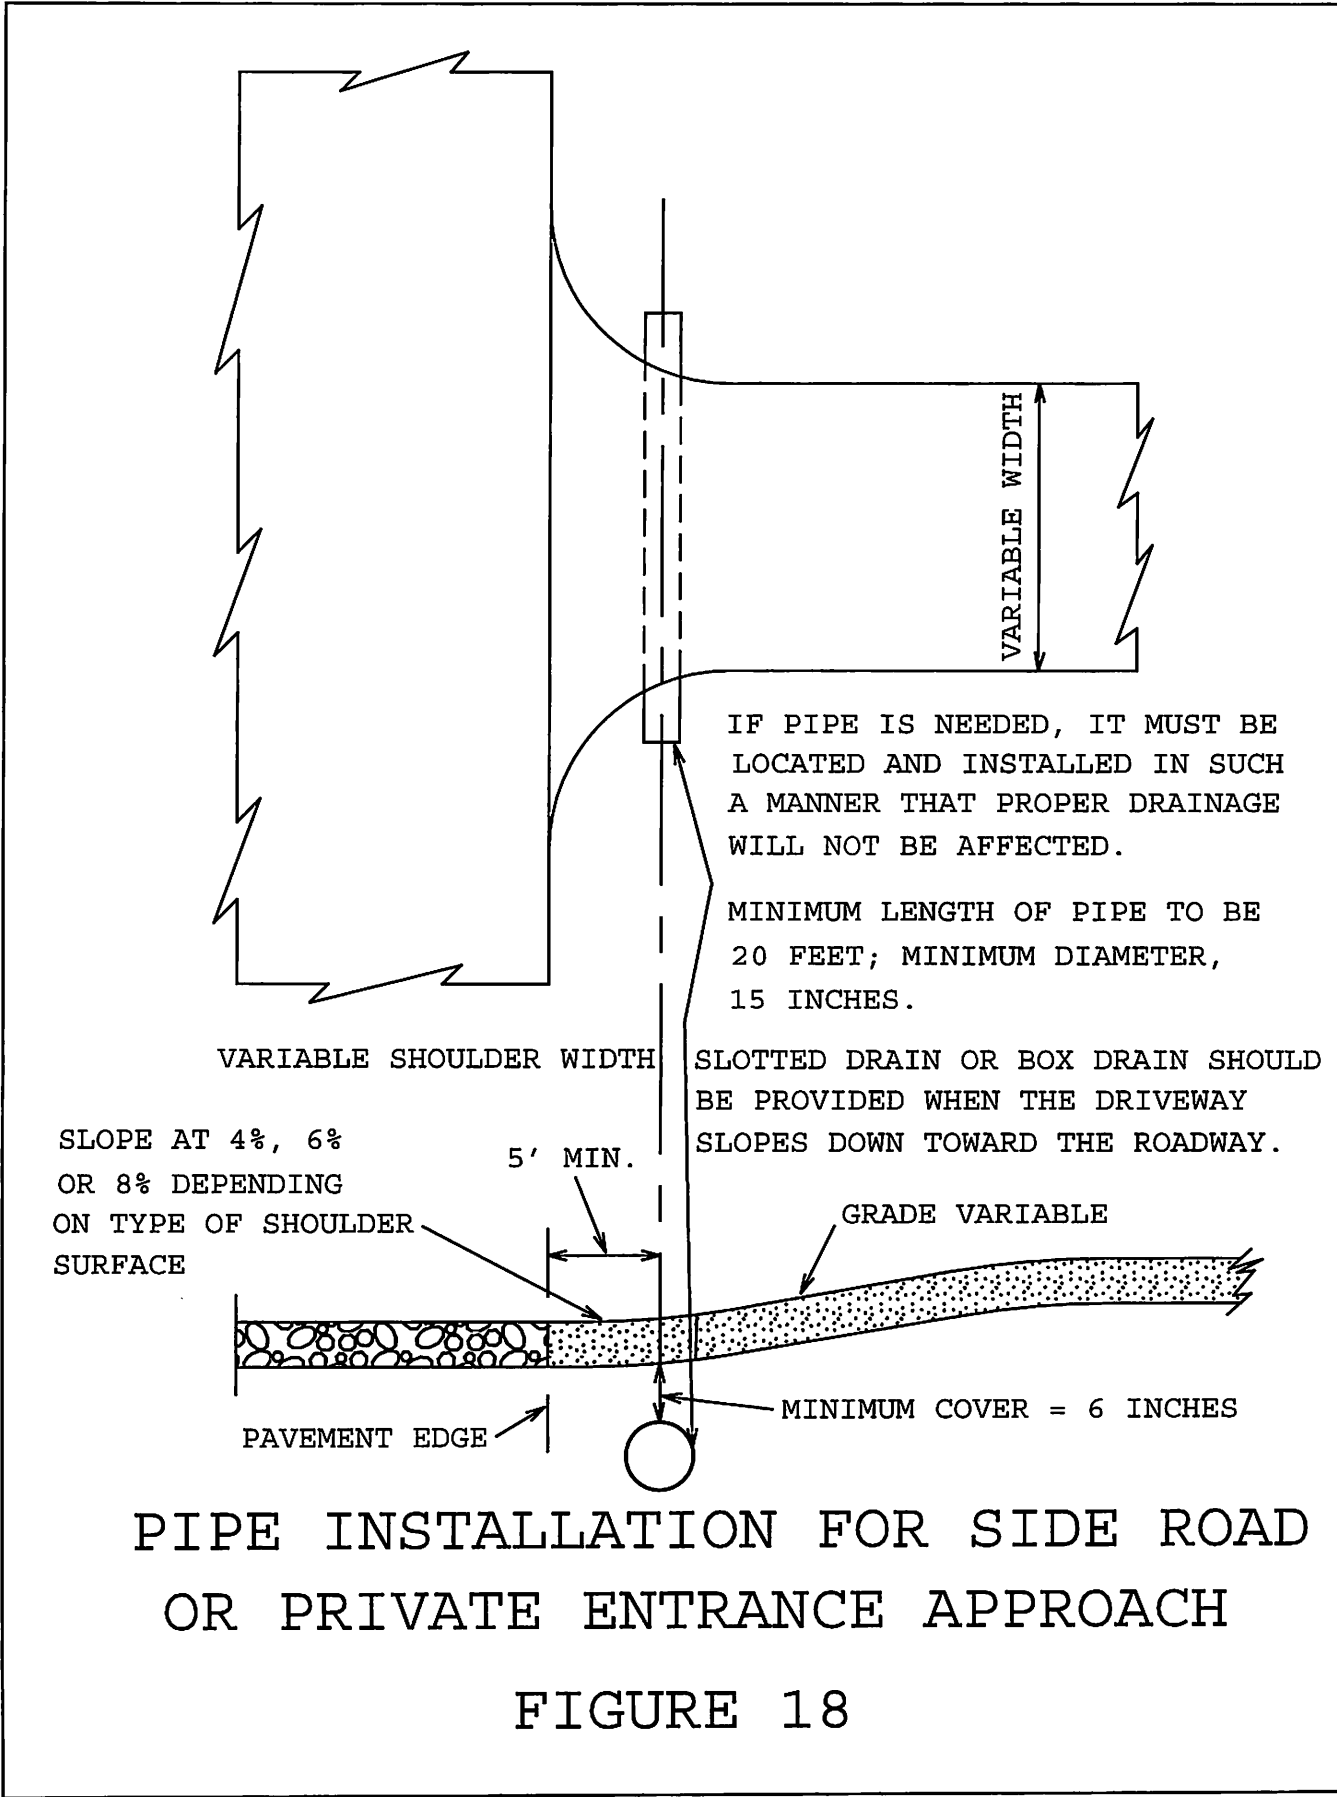 VARIABLE WIDTH
IF PIPE IS NEEDED, IT MUST BE
LOCATED AND INSTALLED IN SUCH
A MANNER THAT PROPER DRAINAGE
WILL NOT BE AFFECTED.
MINIMUM LENGTH OF PIPE TO BE
20 FEET; MINIMUM DIAMETER,
15 INCHES.
VARIABLE SHOULDER WIDTH
SLOTTED DRAIN OR BOX DRAIN SHOULD
BE PROVIDED WHEN THE DRIVEWAY
SLOPES DOWN TOWARD THE ROADWAY.
SLOPE AT 4%, 6%
OR 8% DEPENDING
ON TYPE OF SHOULDER
SURFACE
5' MIN.
GRADE VARIABLE
MINIMUM COVER = 6 INCHES
PAVEMENT EDGE
PIPE INSTALLATION FOR SIDE ROAD
OR PRIVATE ENTRANCE APPROACH
FIGURE 18